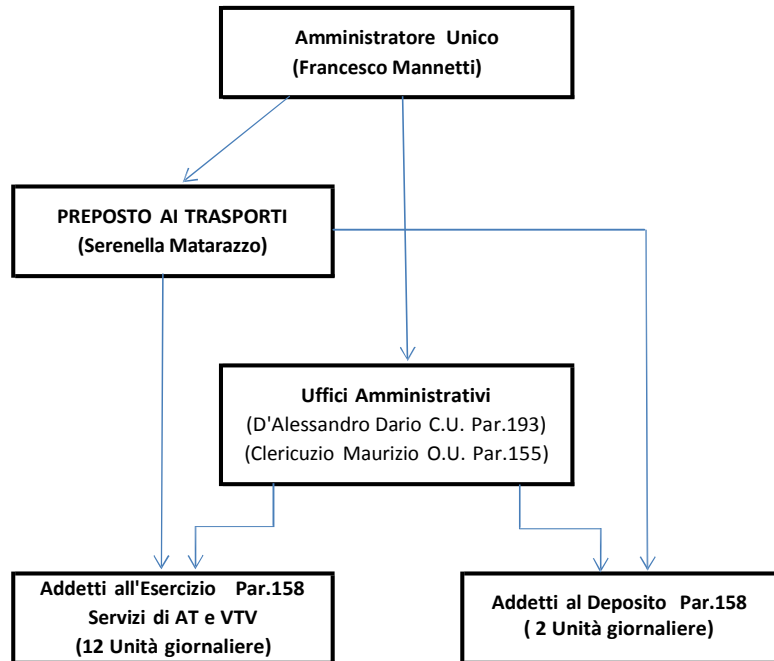 Amministratore Unico
(Francesco Mannetti)
PREPOSTO AI TRASPORTI
(Serenella Matarazzo)
Uffici Amministrativi
(D'Alessandro Dario C.U. Par.193)
(Clericuzio Maurizio O.U. Par.155)
Addetti all'Esercizio Par.158
Servizi di AT e VTV
(12 Unità giornaliere)
Addetti al Deposito Par.158
( 2 Unità giornaliere)